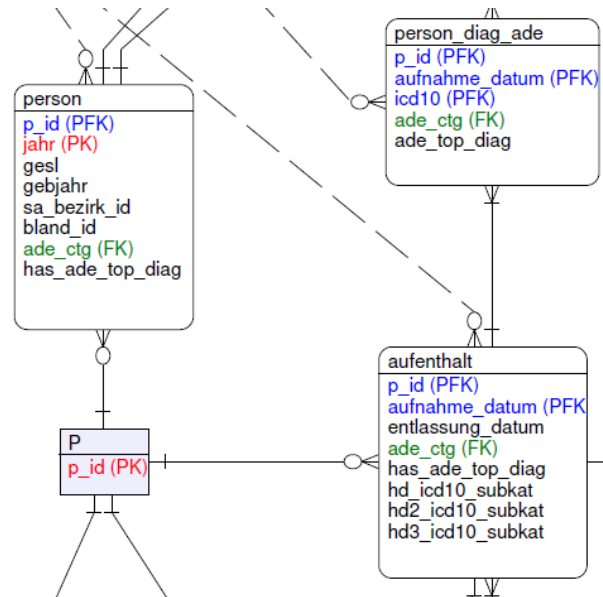 person_diag_ade
p_id (PFK)
aufnahme_datum (PFK)
icd10 (PFK)
ade_ctg (FK)
ade_top_diag
person
p_id (PFK)
jahr (PK)
gesl
gebjahr
sa_bezirk_id
bland_id
ade_ctg (FK)
has_ade_top_diag
aufenthalt
p_id (PFK)
aufnahme_datum (PFK
entlassung_datum
ade_ctg (FK)
has_ade_top_diag
hd_icd10_subkat
hd2_icd10_subkat
hd3_icd10_subkat
P
p_id (PK)